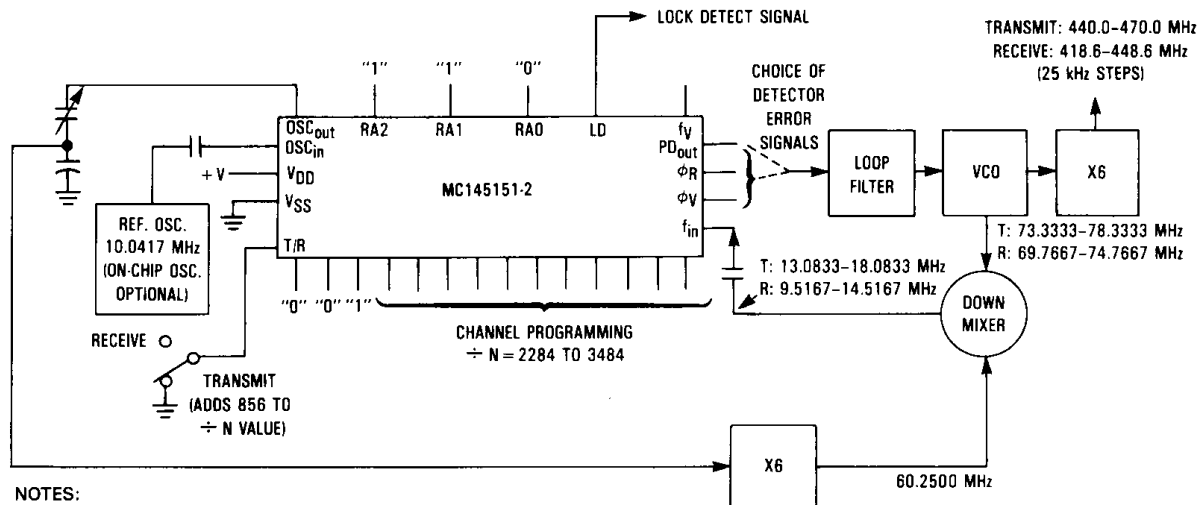 LOCK DETECT SIGNAL
TRANSMIT: 440.0–470.0 MHz
RECEIVE: 418.6–448.6 MHz
(25 kHz STEPS)
"1"
"1"
"0"
CHOICE OF
DETECTOR
ERROR
SIGNALS
OSCout
RA2
RA1
RA0
LD
fV
OSCin
PDout
+ V
VDD
MC145151-2
ϕR
VSS
ϕV
T/R
fin
LOOP
FILTER
VCO
X6
REF. OSC.
10.0417 MHz
(ON-CHIP OSC.
OPTIONAL)
T: 73.3333–78.3333 MHz
R: 69.7667–74.7667 MHz
T: 13.0833–18.0833 MHz
R: 9.5167–14.5167 MHz
"0"
"0"
"1"
DOWN
MIXER
CHANNEL PROGRAMMING
÷ N = 2284 TO 3484
RECEIVE
TRANSMIT
(ADDS 856 TO
÷ N VALUE)
X6
60.2500 MHz
NOTES: